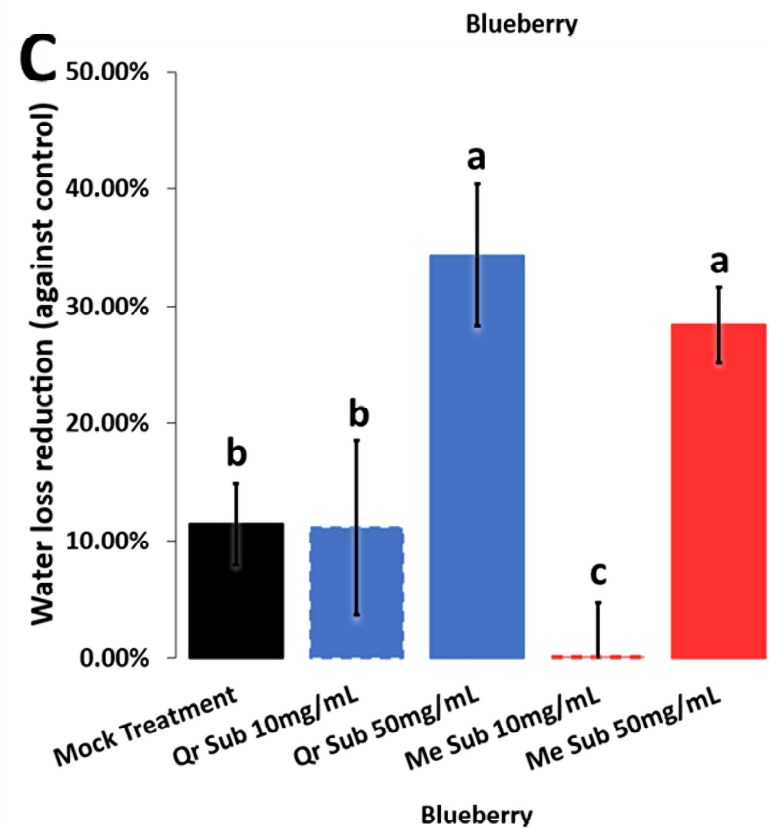 Blueberry
C
Water loss reduction (against control)
50.00%
40.00%
30.00%
20.00%
10.00%
0.00%
b
b
a
c
a
Mock Treatment
Qr Sub 10mg/mL
Qr Sub 50mg/mL
Me Sub 10mg/mL
Me Sub 50mg/mL
Blueberry